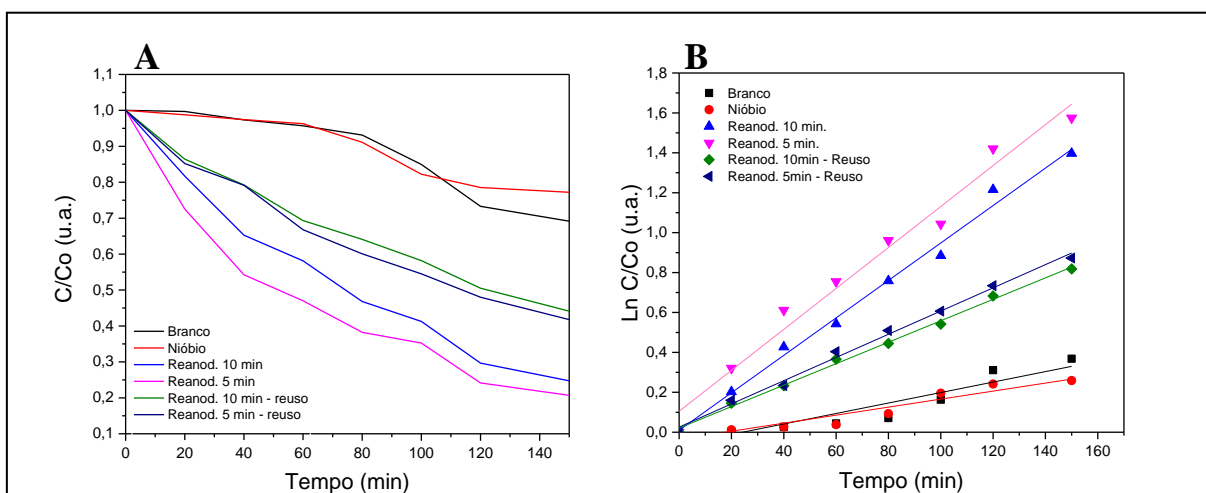 A
C/Co (u.a.)
1,1
1,0
0,9
0,8
0,7
0,6
0,5
0,4
0,3
0,2
0,1
Branco
Nióbio
Reanod. 10 min
Reanod. 5 min
Reanod. 10 min - reuso
Reanod. 5 min - reuso
0 20 40 60 80 100 120 140
Tempo (min)
B
Ln C/Co (u.a.)
1,8
1,6
1,4
1,2
1,0
0,8
0,6
0,4
0,2
0,0
Branco
Nióbio
Reanod. 10 min.
Reanod. 5 min.
Reanod. 10min - Reuso
Reanod. 5min - Reuso
0 20 40 60 80 100 120 140 160
Tempo (min)